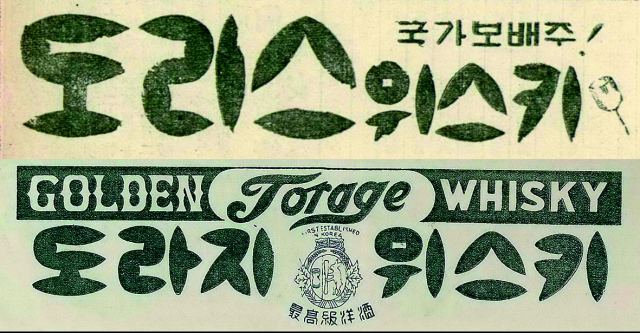 국가보배주!
도리스위스키
GOLDEN Torage WHISKY
FIRST ESTABLISHED
IN KOREA
도라지 위스키
最高級洋酒